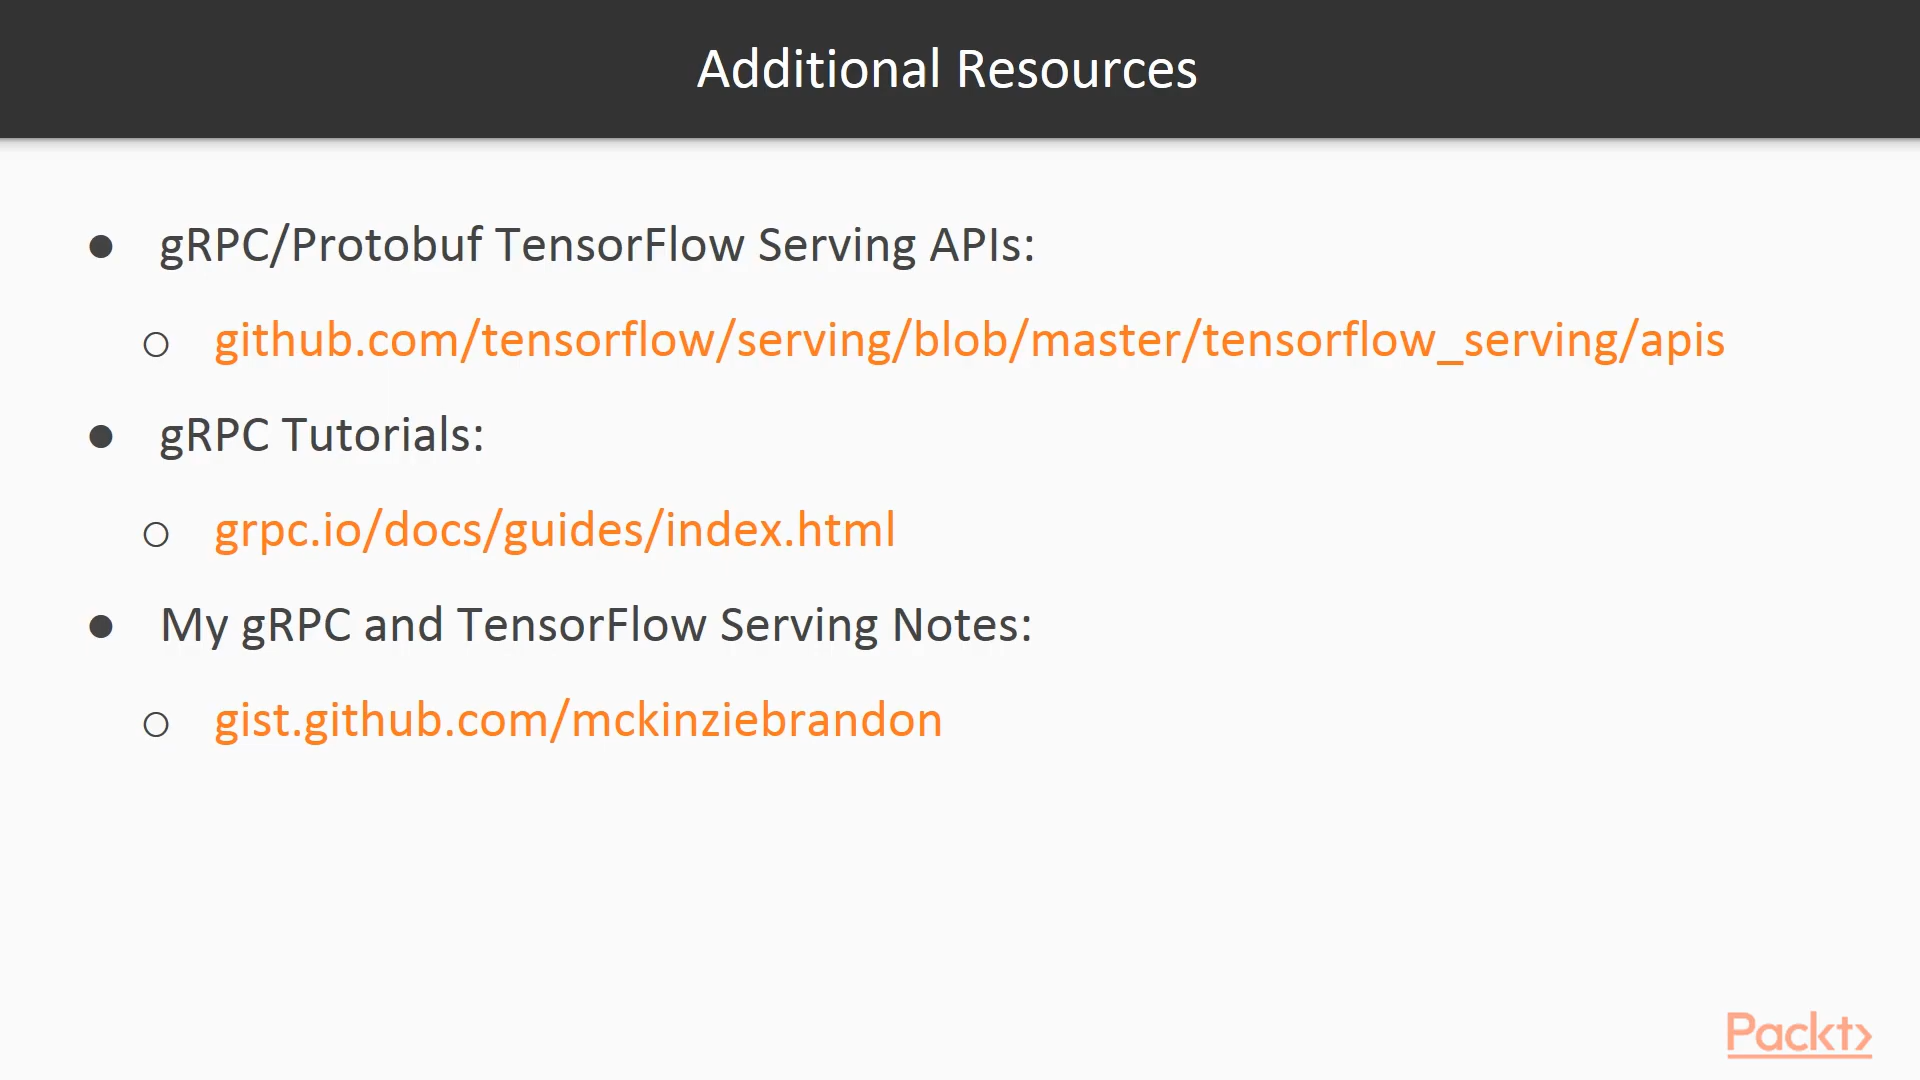 Additional Resources
● gRPC/Protobuf TensorFlow Serving APIs:
○ github.com/tensorflow/serving/blob/master/tensorflow_serving/apis
● gRPC Tutorials:
○ grpc.io/docs/guides/index.html
● My gRPC and TensorFlow Serving Notes:
○ gist.github.com/mckinziebrandon
Packt>